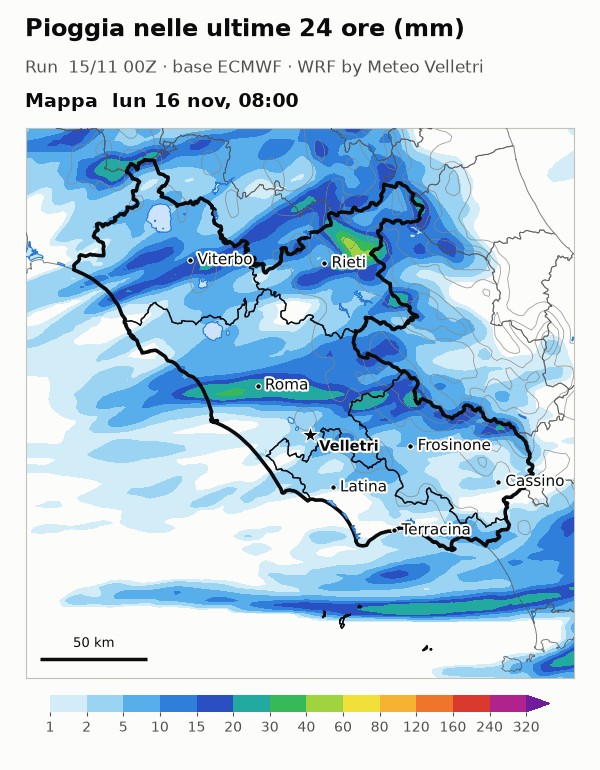 Pioggia nelle ultime 24 ore (mm)
Run  15/11 00Z · base ECMWF · WRF by Meteo Velletri
Mappa  lun 16 nov, 08:00
Viterbo
Rieti
Roma
Velletri
Frosinone
Cassino
Latina
Terracina
50 km
1 2 5 10 15 20 30 40 60 80 120 160 240 320